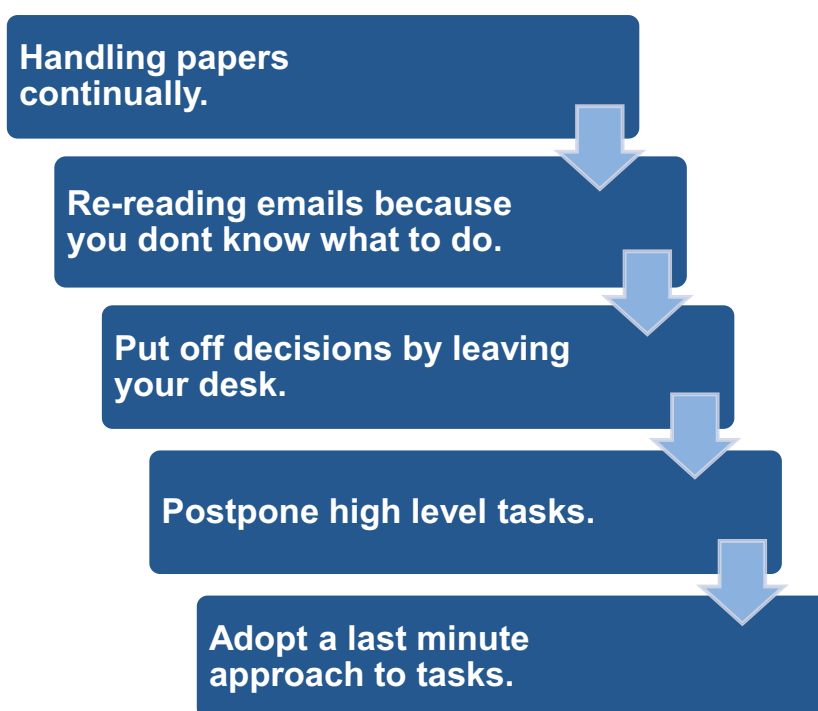 Handling papers
continually.
Re-reading emails because
you dont know what to do.
Put off decisions by leaving
your desk.
Postpone high level tasks.
Adopt a last minute
approach to tasks.